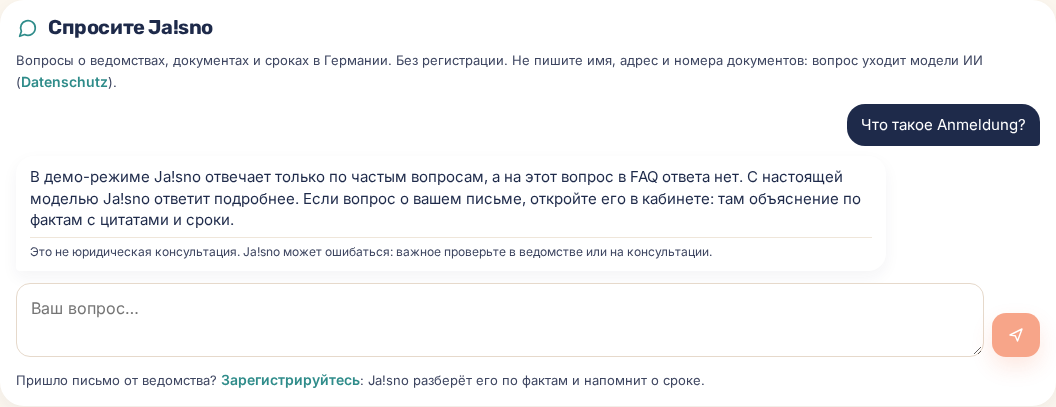 Спросите Ja!sno
Вопросы о ведомствах, документах и сроках в Германии. Без регистрации. Не пишите имя, адрес и номера документов: вопрос уходит модели ИИ
(Datenschutz).
Что такое Anmeldung?
В демо-режиме Ja!sno отвечает только по частым вопросам, а на этот вопрос в FAQ ответа нет. С настоящей
моделью Ja!sno ответит подробнее. Если вопрос о вашем письме, откройте его в кабинете: там объяснение по
фактам с цитатами и сроки.
Это не юридическая консультация. Ja!sno может ошибаться: важное проверьте в ведомстве или на консультации.
Ваш вопрос...
Пришло письмо от ведомства? Зарегистрируйтесь: Ja!sno разберёт его по фактам и напомнит о сроке.